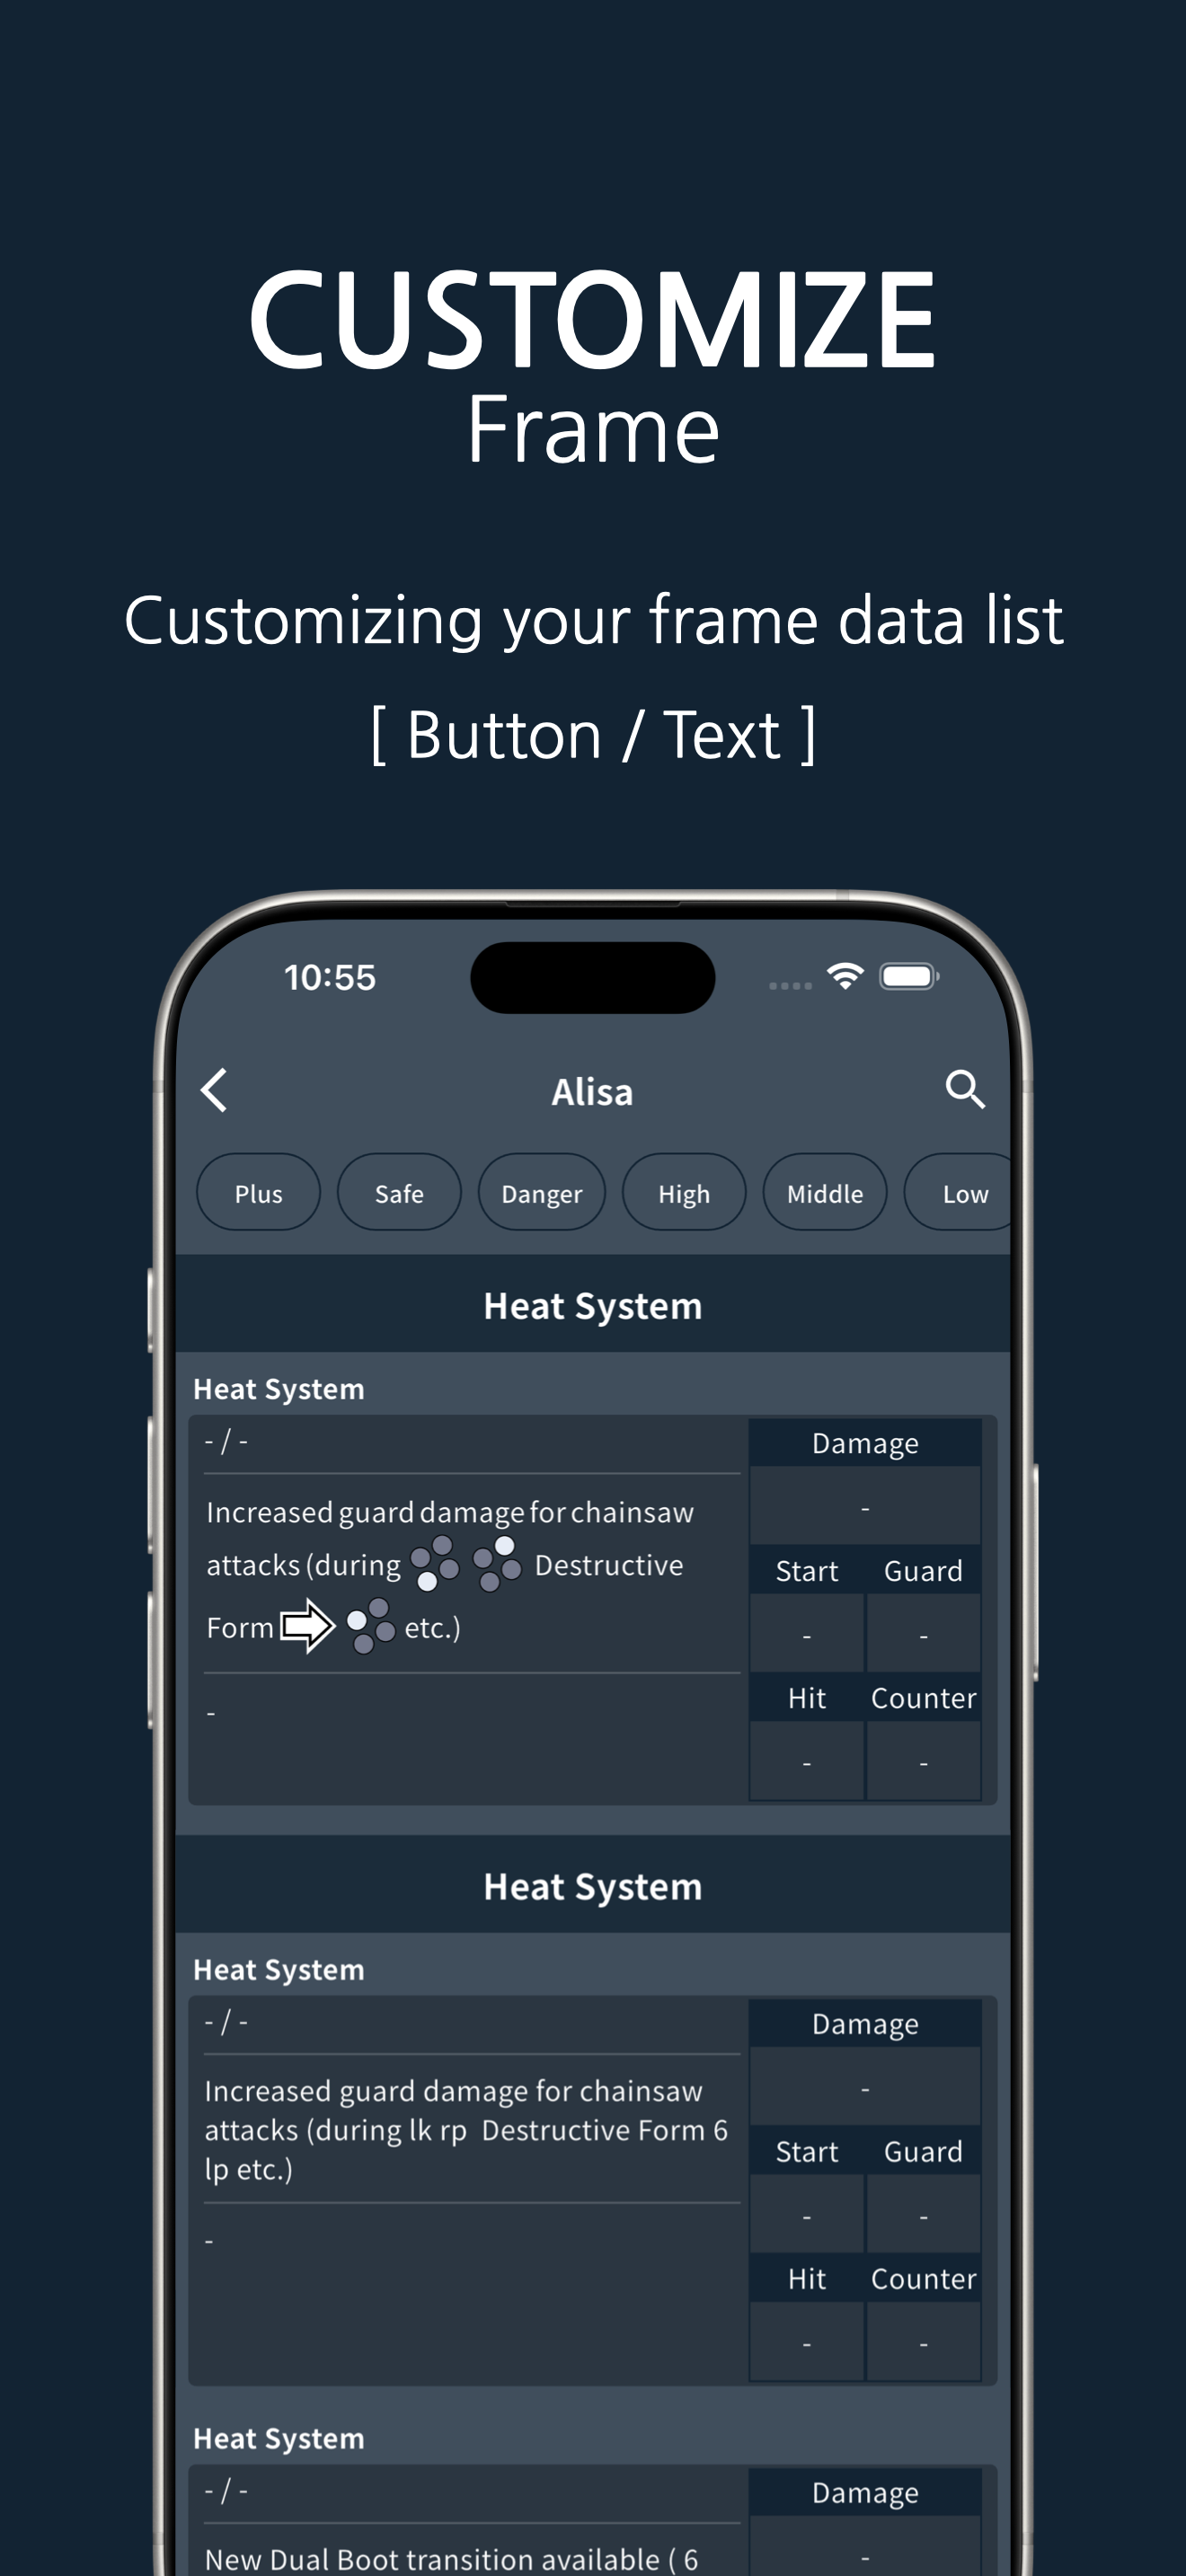 CUSTOMIZE
Frame
Customizing your frame data list
[ Button / Text ]
10:55
Alisa
Plus Safe Danger High Middle Low
Heat System
Heat System
- / -
Damage
-
Increased guard damage for chainsaw
attacks (during Destructive
Form etc.)
Start Guard
- -
Hit Counter
- -
-
Heat System
Heat System
- / -
Damage
-
Increased guard damage for chainsaw
attacks (during lk rp  Destructive Form 6
lp etc.)
Start Guard
- -
Hit Counter
- -
-
Heat System
- / -
Damage
-
New Dual Boot transition available ( 6